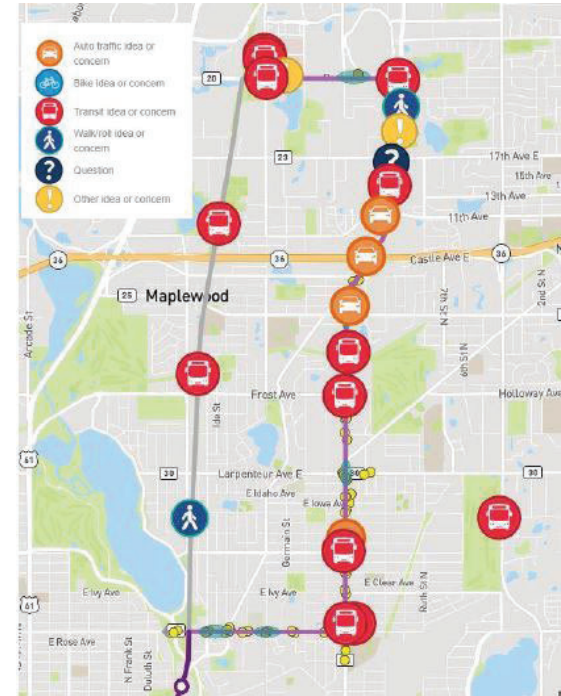 Auto traffic idea or
concern
Bike idea or concern
Transit idea or concern
Walk/roll idea or
concern
Question
?
Other idea or concern
!
20
!
?
23
17th Ave E
15th Ave
13th Ave
11th Ave
36
36
Castle Ave E
25
Maplewood
Arcade St
7th St N
2nd St N
6th St N
Ide St
Frost Ave
Holloway Ave
61
30
Larpenteur Ave E
30
30
E Idaho Ave
E Iowa Ave
Germain St
E Ivy Ave
E Ivy Ave
E Clear Ave
Ruth St N
61
E Rose Ave
N Frank St
Duluth St